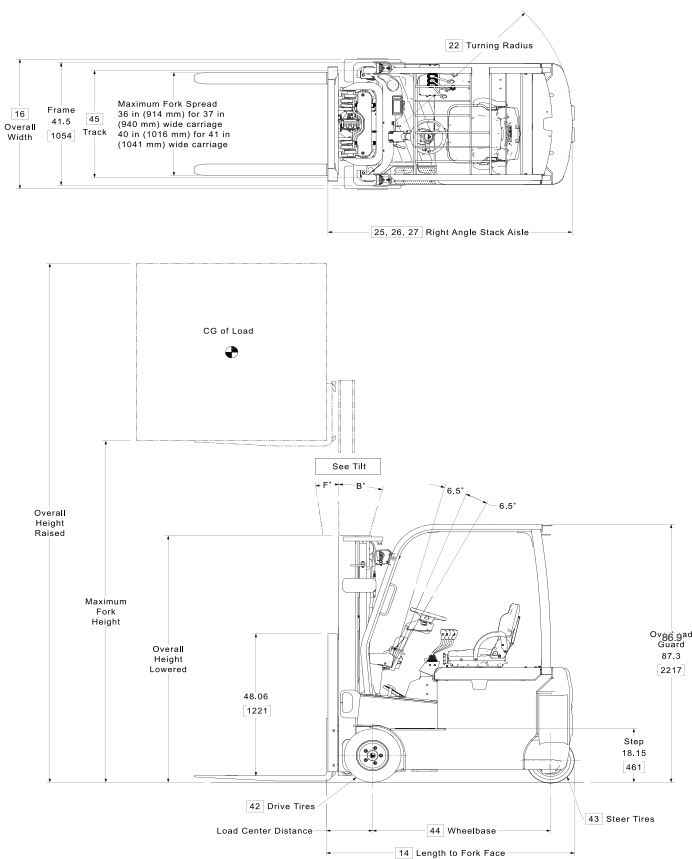 22 Turning Radius
16
Overall
Width
Frame
41.5
1054
45
Track
Maximum Fork Spread
36 in (914 mm) for 37 in
(940 mm) wide carriage
40 in (1016 mm) for 41 in
(1041 mm) wide carriage
25, 26, 27 Right Angle Stack Aisle
CG of Load
See Tilt
F°
B°
6.5°
6.5°
Overall
Height
Raised
Maximum
Fork
Height
Overall
Height
Lowered
48.06
1221
86.9
Guard
87.3
2217
Step
18.15
461
42 Drive Tires
43 Steer Tires
Load Center Distance
44 Wheelbase
14 Length to Fork Face